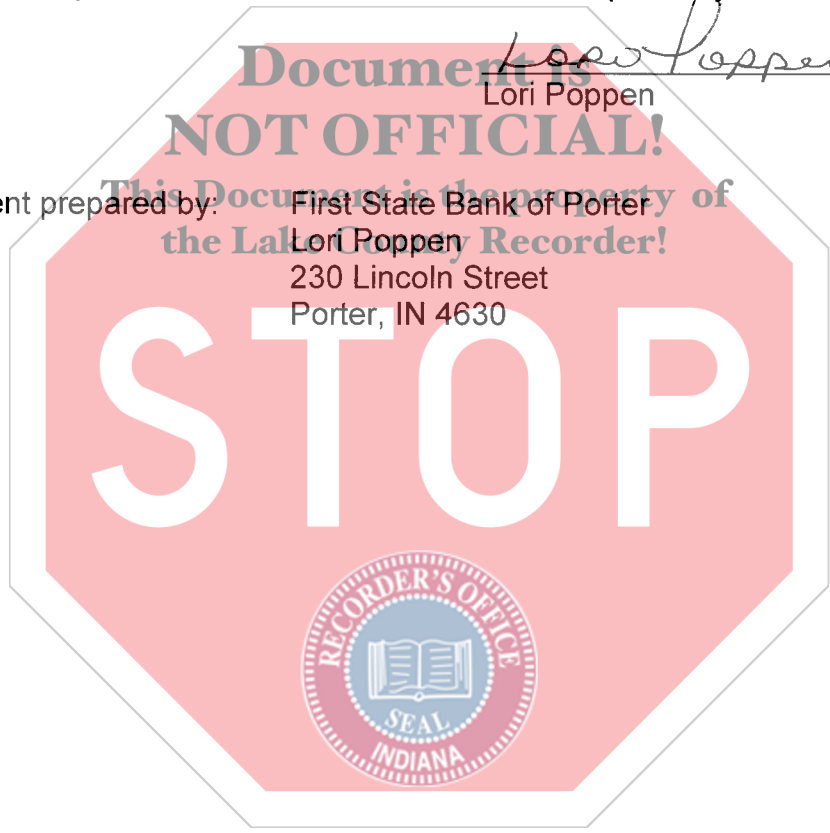 Document is
Lori Poppen
Lori Poppen
NOT OFFICIAL!
This Document is the property of
ent prepared by: First State Bank of Porter
the Lake County Recorder!
Lori Poppen
230 Lincoln Street
Porter, IN 4630
STOP
RECORDER'S OFFICE
SEAL
INDIANA